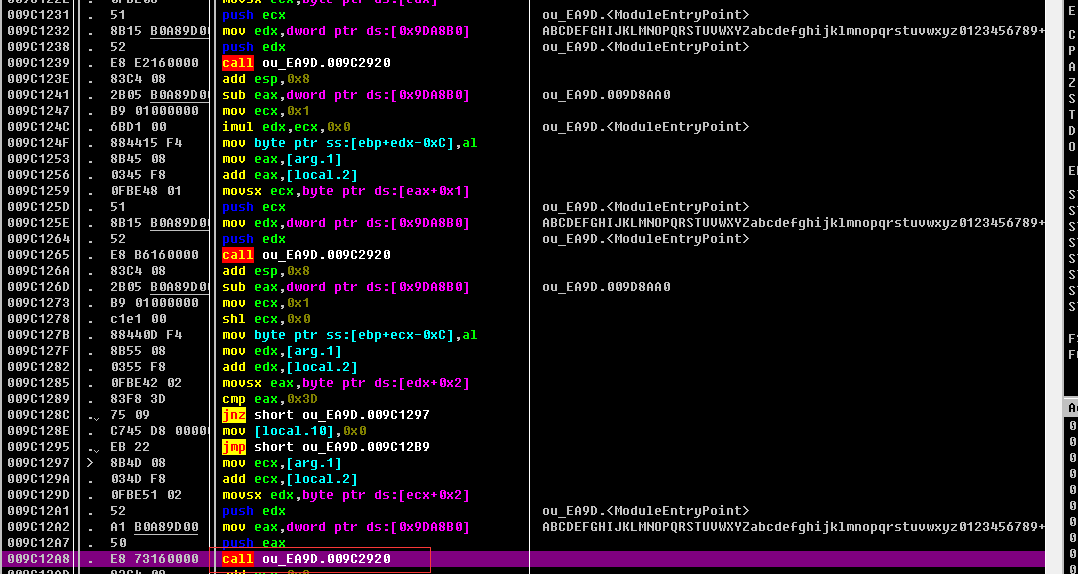 009C1231 . 51 push ecx ou_EA9D.<ModuleEntryPoint>
009C1232 . 8B15 B0A89D00 mov edx,dword ptr ds:[0x9DA8B0] ABCDEFGHIJKLMNOPQRSTUVWXYZabcdefghijklmnopqrstuvwxyz0123456789+
009C1238 . 52 push edx ou_EA9D.<ModuleEntryPoint>
009C1239 . E8 E2160000 call ou_EA9D.009C2920
009C123E . 83C4 08 add esp,0x8
009C1241 . 2B05 B0A89D00 sub eax,dword ptr ds:[0x9DA8B0] ou_EA9D.009D8AA0
009C1247 . B9 01000000 mov ecx,0x1
009C124C . 6BD1 00 imul edx,ecx,0x0 ou_EA9D.<ModuleEntryPoint>
009C124F . 884415 F4 mov byte ptr ss:[ebp+edx-0xC],al
009C1253 . 8B45 08 mov eax,[arg.1]
009C1256 . 0345 F8 add eax,[local.2]
009C1259 . 0FBE48 01 movsx ecx,byte ptr ds:[eax+0x1]
009C125D . 51 push ecx ou_EA9D.<ModuleEntryPoint>
009C125E . 8B15 B0A89D00 mov edx,dword ptr ds:[0x9DA8B0] ABCDEFGHIJKLMNOPQRSTUVWXYZabcdefghijklmnopqrstuvwxyz0123456789+
009C1264 . 52 push edx ou_EA9D.<ModuleEntryPoint>
009C1265 . E8 B6160000 call ou_EA9D.009C2920
009C126A . 83C4 08 add esp,0x8
009C126D . 2B05 B0A89D00 sub eax,dword ptr ds:[0x9DA8B0] ou_EA9D.009D8AA0
009C1273 . B9 01000000 mov ecx,0x1
009C1278 . c1e1 00 shl ecx,0x0
009C127B . 88440D F4 mov byte ptr ss:[ebp+ecx-0xC],al
009C127F . 8B55 08 mov edx,[arg.1]
009C1282 . 0355 F8 add edx,[local.2]
009C1285 . 0FBE42 02 movsx eax,byte ptr ds:[edx+0x2]
009C1289 . 83F8 3D cmp eax,0x3D
009C128C . 75 09 jnz short ou_EA9D.009C1297
009C128E . C745 D8 00000 mov [local.10],0x0
009C1295 . EB 22 jmp short ou_EA9D.009C12B9
009C1297 > 8B4D 08 mov ecx,[arg.1]
009C129A . 034D F8 add ecx,[local.2]
009C129D . 0FBE51 02 movsx edx,byte ptr ds:[ecx+0x2]
009C12A1 . 52 push edx ou_EA9D.<ModuleEntryPoint>
009C12A2 . A1 B0A89D00 mov eax,dword ptr ds:[0x9DA8B0] ABCDEFGHIJKLMNOPQRSTUVWXYZabcdefghijklmnopqrstuvwxyz0123456789+
009C12A7 . 50 push eax
009C12A8 . E8 73160000 call ou_EA9D.009C2920